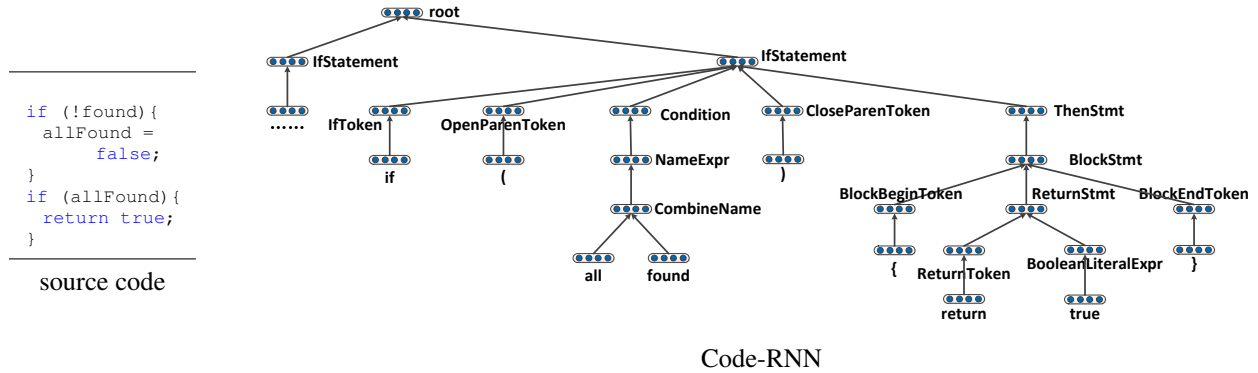 if (!found){
allFound =
false;
}
if (allFound){
return true;
}
source code
root
IfStatement
IfStatement
......
IfToken
OpenParenToken
Condition
CloseParenToken
ThenStmt
if
(
NameExpr
)
BlockStmt
CombineName
BlockBeginToken
ReturnStmt
BlockEndToken
all
found
{
ReturnToken
BooleanLiteralExpr
}
return
true
Code-RNN